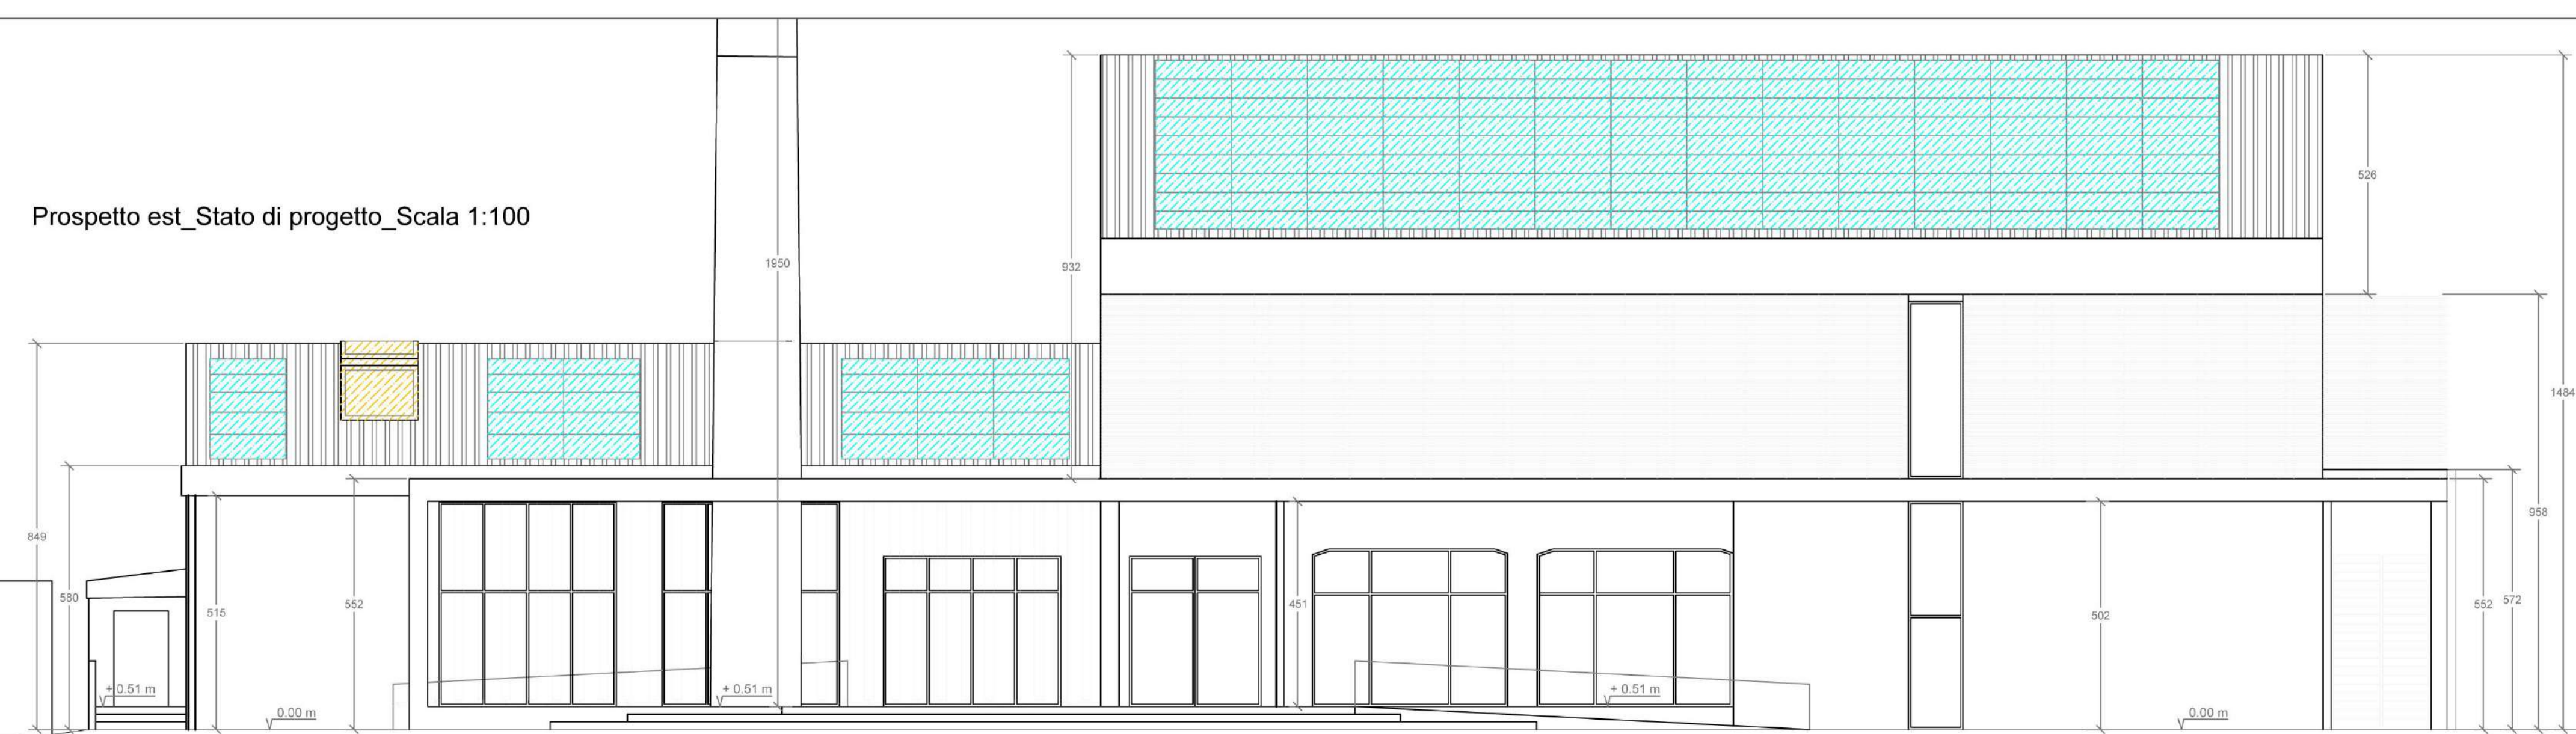 Prospetto est_Stato di progetto_Scala 1:100
1950
932
526
1484
849
580
515
552
451
502
552
572
958
+ 0.51 m
+ 0.51 m
+ 0.51 m
0.00 m
0.00 m